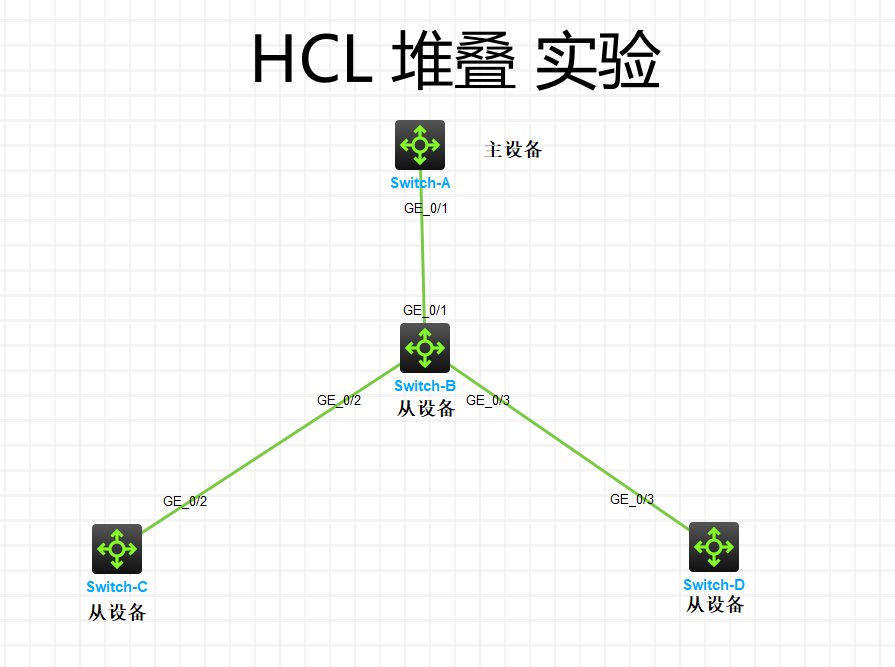 HCL 堆叠 实验
主设备
Switch-A
GE_0/1
GE_0/1
Switch-B
从设备
GE_0/2
GE_0/3
GE_0/2
GE_0/3
Switch-C
从设备
Switch-D
从设备